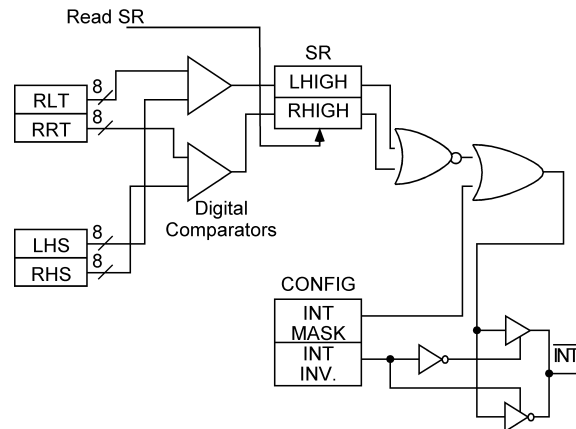 Read SR
SR
8
RLT
8
RRT
LHIGH
RHIGH
Digital
Comparators
8
LHS
8
RHS
CONFIG
INT
MASK
INT
INV.
INT